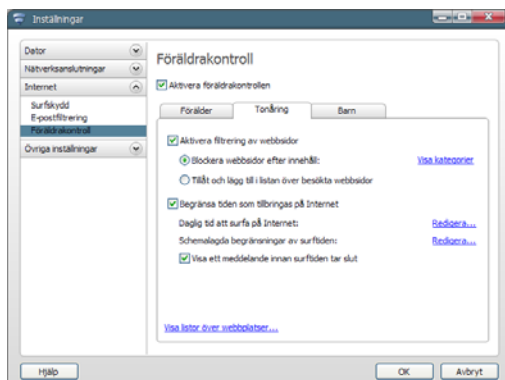 Inställningar
Dator
Nätverksanslutningar
Internet
Surfskydd
E-postfiltrering
Föräldrakontroll
Övriga inställningar
Föräldrakontroll
Aktivera föräldrakontrollen
Förälder Tonåring Barn
Aktivera filtrering av webbsidor
Blockera webbsidor efter innehåll: Visa kategorier
Tillåt och lägg till i listan över besökta webbsidor
Begränsa tiden som tillbringas på Internet
Daglig tid att surfa på Internet: Redigera...
Schemalagda begränsningar av surftiden: Redigera...
Visa ett meddelande innan surftiden tar slut
Visa listor över webbplatser...
Hjälp OK Avbryt